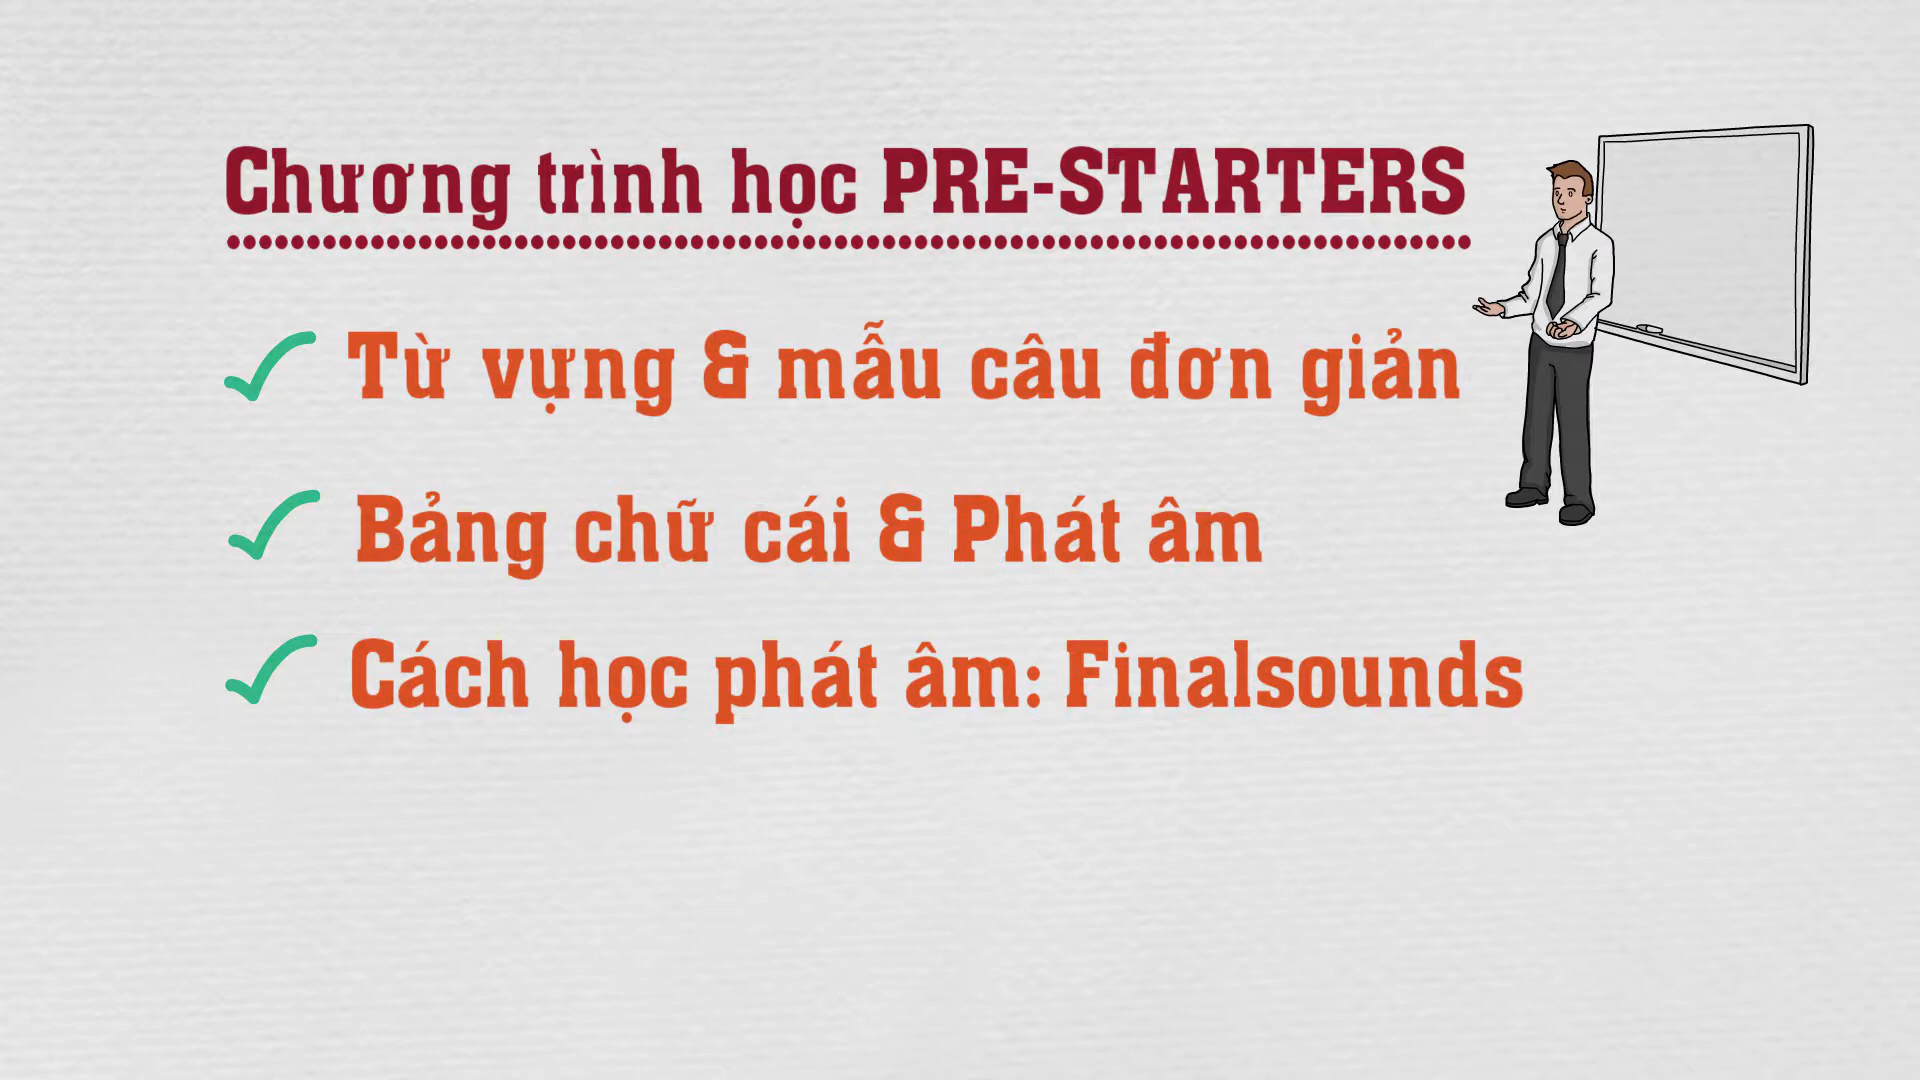 Chương trình học PRE-STARTERS
Từ vựng & mẫu câu đơn giản
Bảng chữ cái & Phát âm
Cách học phát âm: Finalsounds